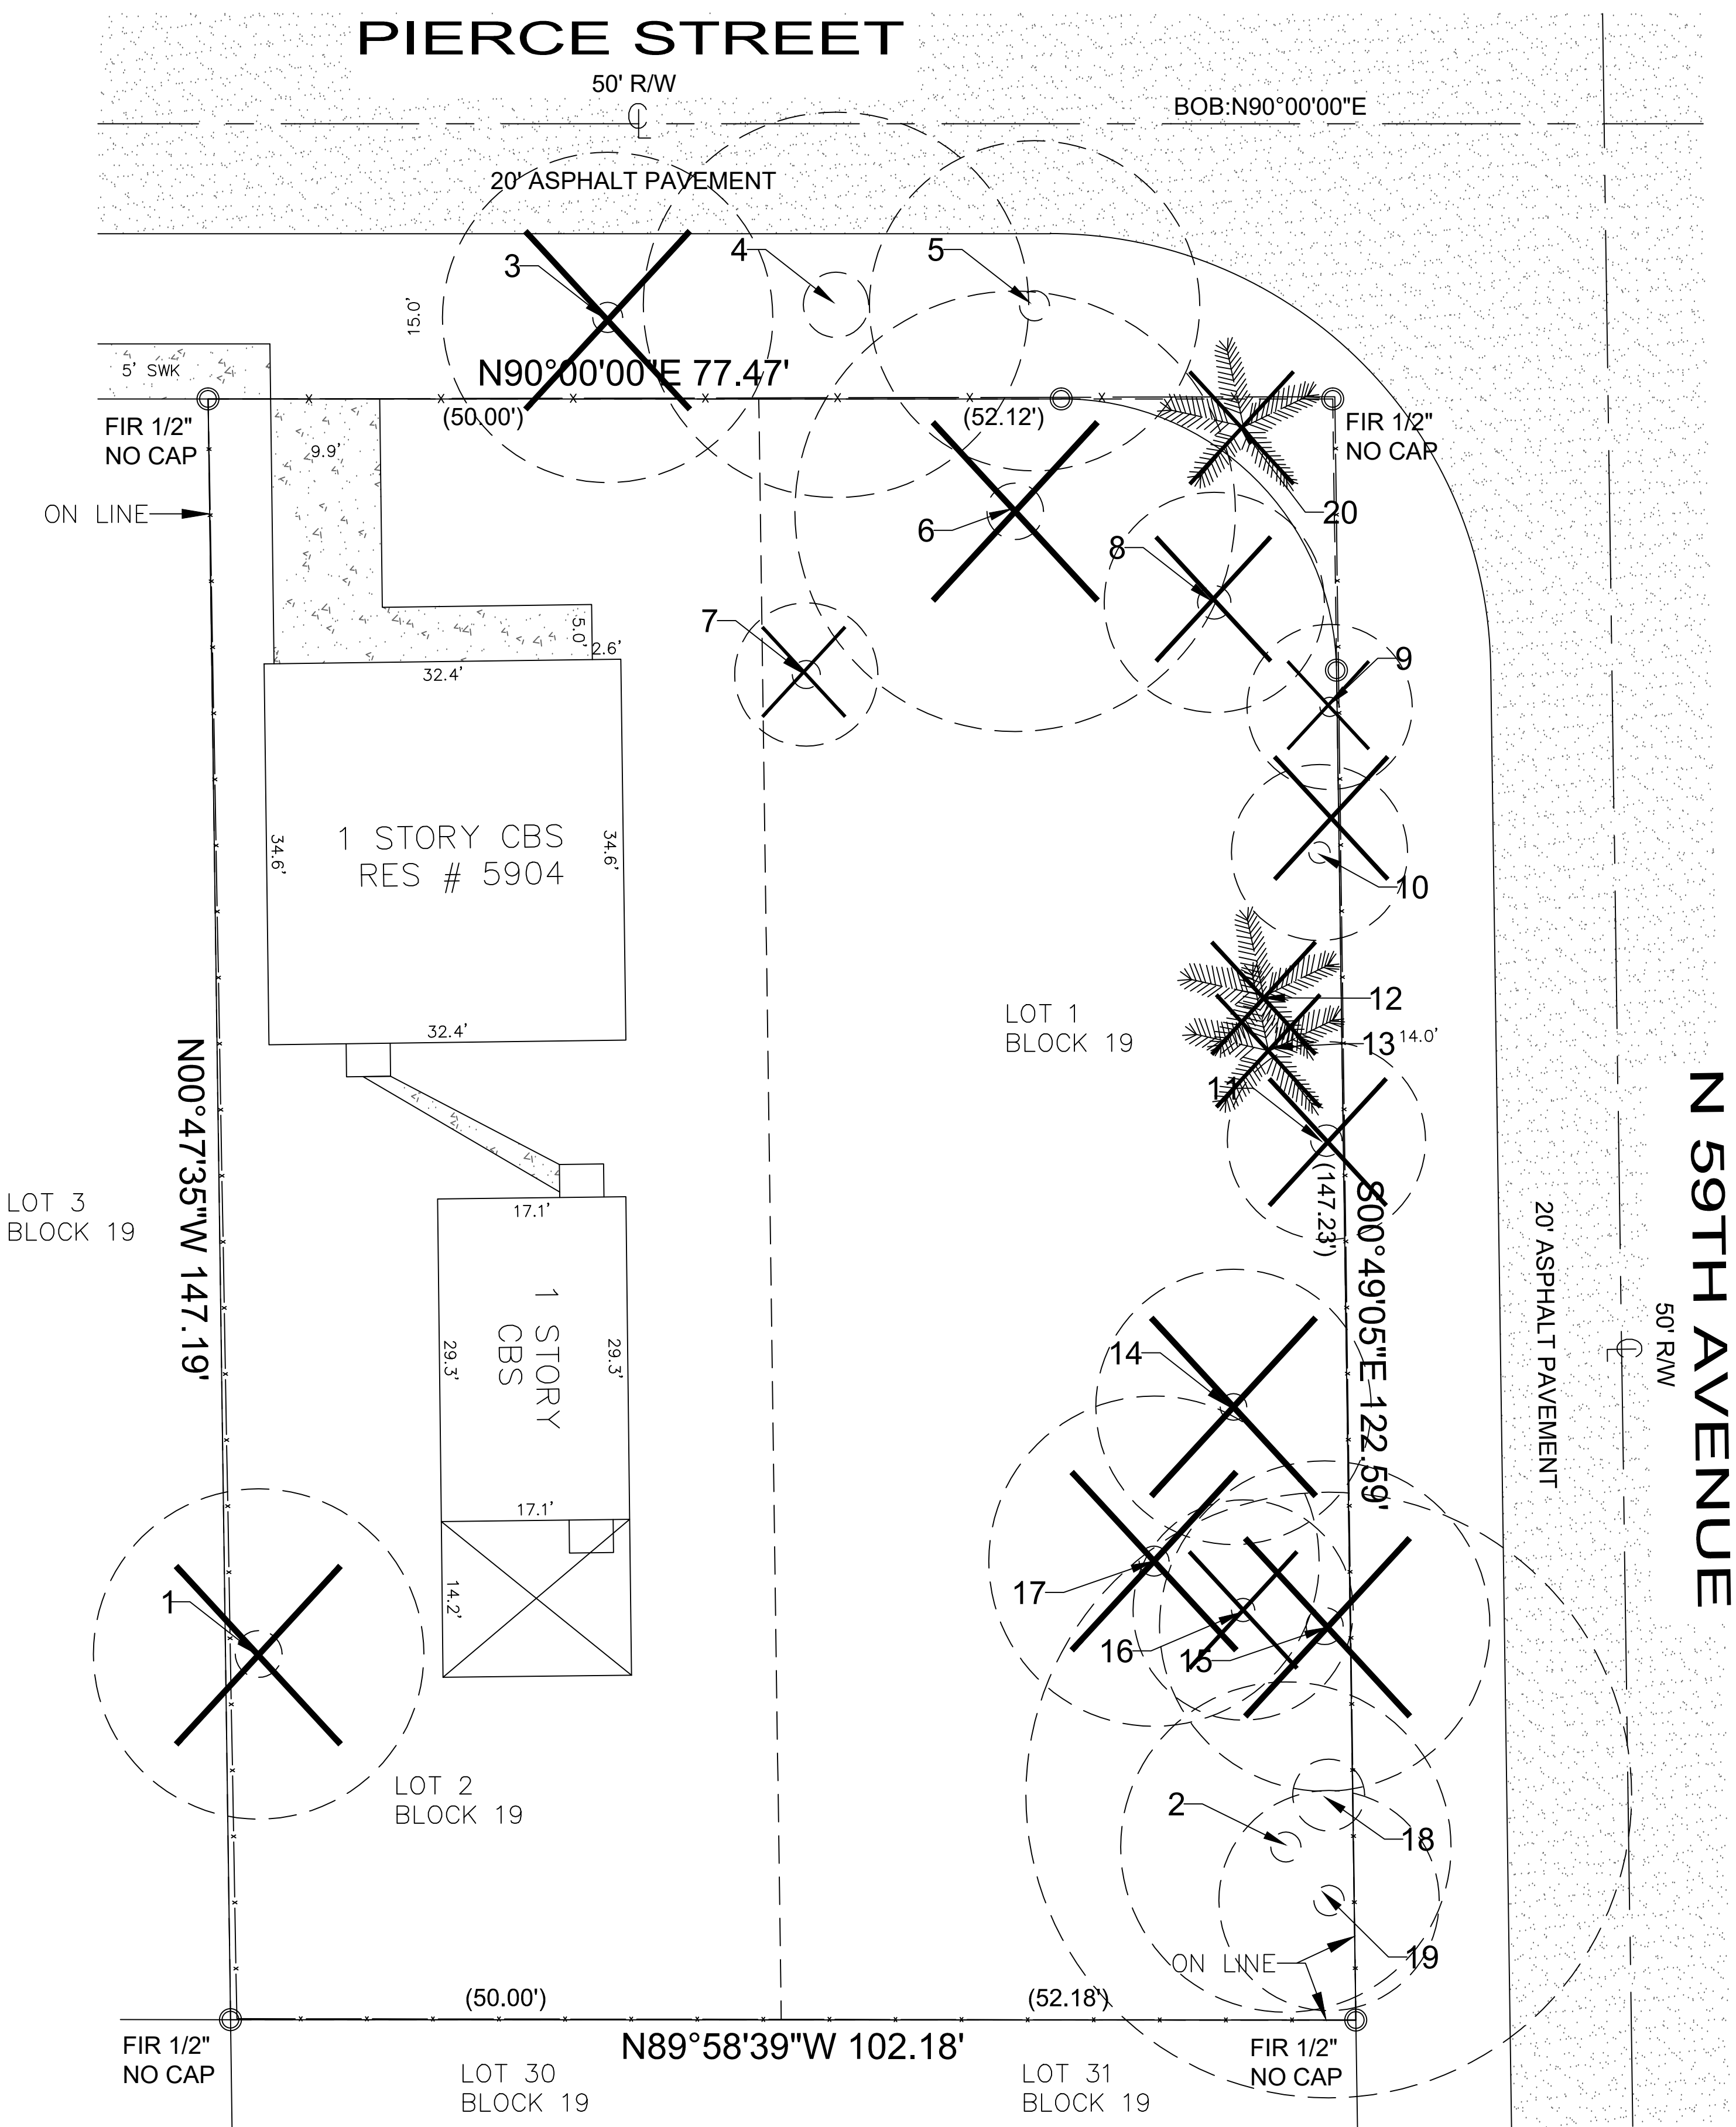 PIERCE STREET
50' R/W
CL
BOB:N90°00'00"E
20' ASPHALT PAVEMENT
3
4
5
15.0'
5' SWK
N90°00'00"E 77.47'
(50.00')
(52.12')
FIR 1/2"
NO CAP
FIR 1/2"
NO CAP
9.9'
ON LINE
20
6
8
7
5.0'
2.6'
9
32.4'
34.6'
1 STORY CBS
RES # 5904
34.6'
10
12
LOT 1
BLOCK 19
13
14.0'
32.4'
11
N00°47'35"W 147.19'
(147.23')
S00°49'05"E 122.59'
N 59TH AVENUE
50' R/W
CL
20' ASPHALT PAVEMENT
LOT 3
BLOCK 19
17.1'
29.3'
1 STORY
CBS
29.3'
14
17.1'
14.2'
17
16
15
1
LOT 2
BLOCK 19
2
18
19
ON LINE
(50.00')
(52.18')
N89°58'39"W 102.18'
FIR 1/2"
NO CAP
FIR 1/2"
NO CAP
LOT 30
BLOCK 19
LOT 31
BLOCK 19